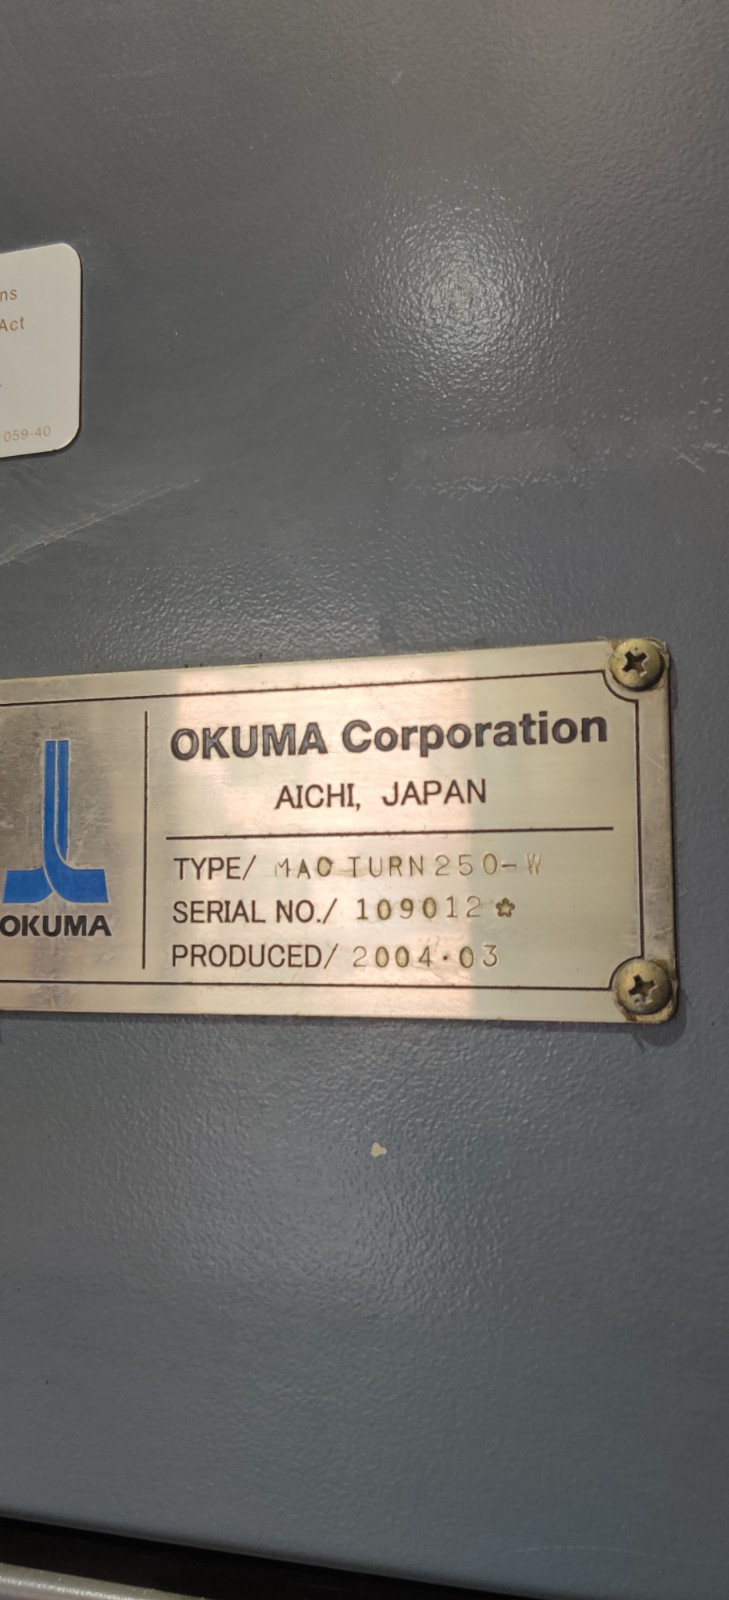 ns
Act
059-40
OKUMA
OKUMA Corporation
AICHI, JAPAN
TYPE/ MAC TURN250-W
SERIAL NO./ 109012
PRODUCED/ 2004・03